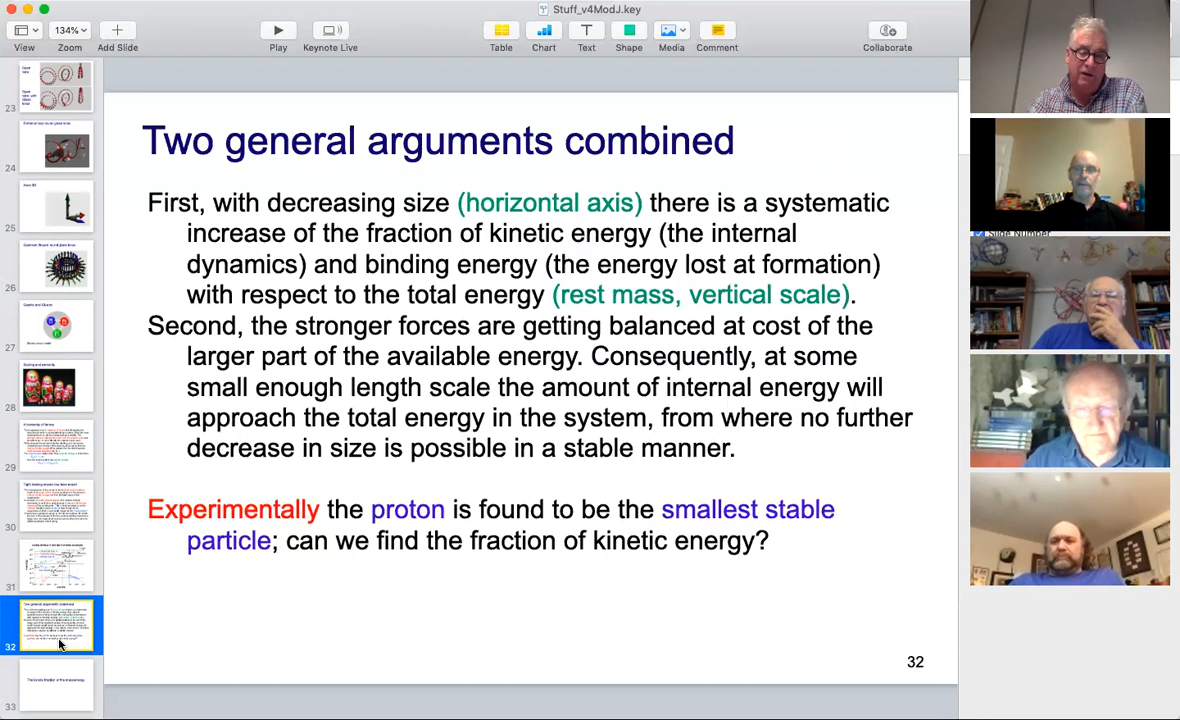 Stuff_v4ModJ.key
134%
View
Zoom
Add Slide
Play
Keynote Live
Table
Chart
Text
Shape
Media
Comment
Collaborate
23
24
25
26
27
28
29
30
31
32
33
Two general arguments combined
First, with decreasing size (horizontal axis) there is a systematic
increase of the fraction of kinetic energy (the internal
dynamics) and binding energy (the energy lost at formation)
with respect to the total energy (rest mass, vertical scale).
Second, the stronger forces are getting balanced at cost of the
larger part of the available energy. Consequently, at some
small enough length scale the amount of internal energy will
approach the total energy in the system, from where no further
decrease in size is possible in a stable manner.
Experimentally the proton is found to be the smallest stable
particle; can we find the fraction of kinetic energy?
32
Slide Number